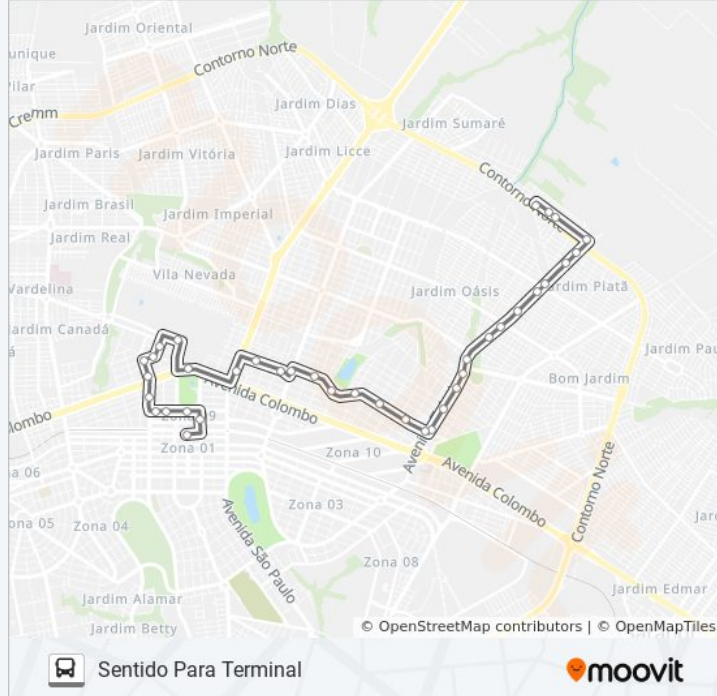 Jardim Oriental
Contorno Norte
unique
Pilar
Jardim Dias
Cremm
Jardim Sumaré
Jardim Paris
Jardim Vitória
Jardim Licce
Contorno Norte
Jardim Brasil
Jardim Imperial
Jardim Real
Vila Nevada
Vardelina
Jardim Oásis
Jardim Piatã
Jardim Canadá
Jardim Pau
Bom Jardim
Avenida Colombo
olombo
Zona 01
Zona 10
Avenida Colombo
Zona 06
Zona 03
Contorno Norte
Zona 05
Zona 04
Avenida São Paulo
Zona 08
Jardim Alamar
Jardim Edmar
Jardim Betty
© OpenStreetMap contributors | © OpenMapTiles
Sentido Para Terminal
moovit